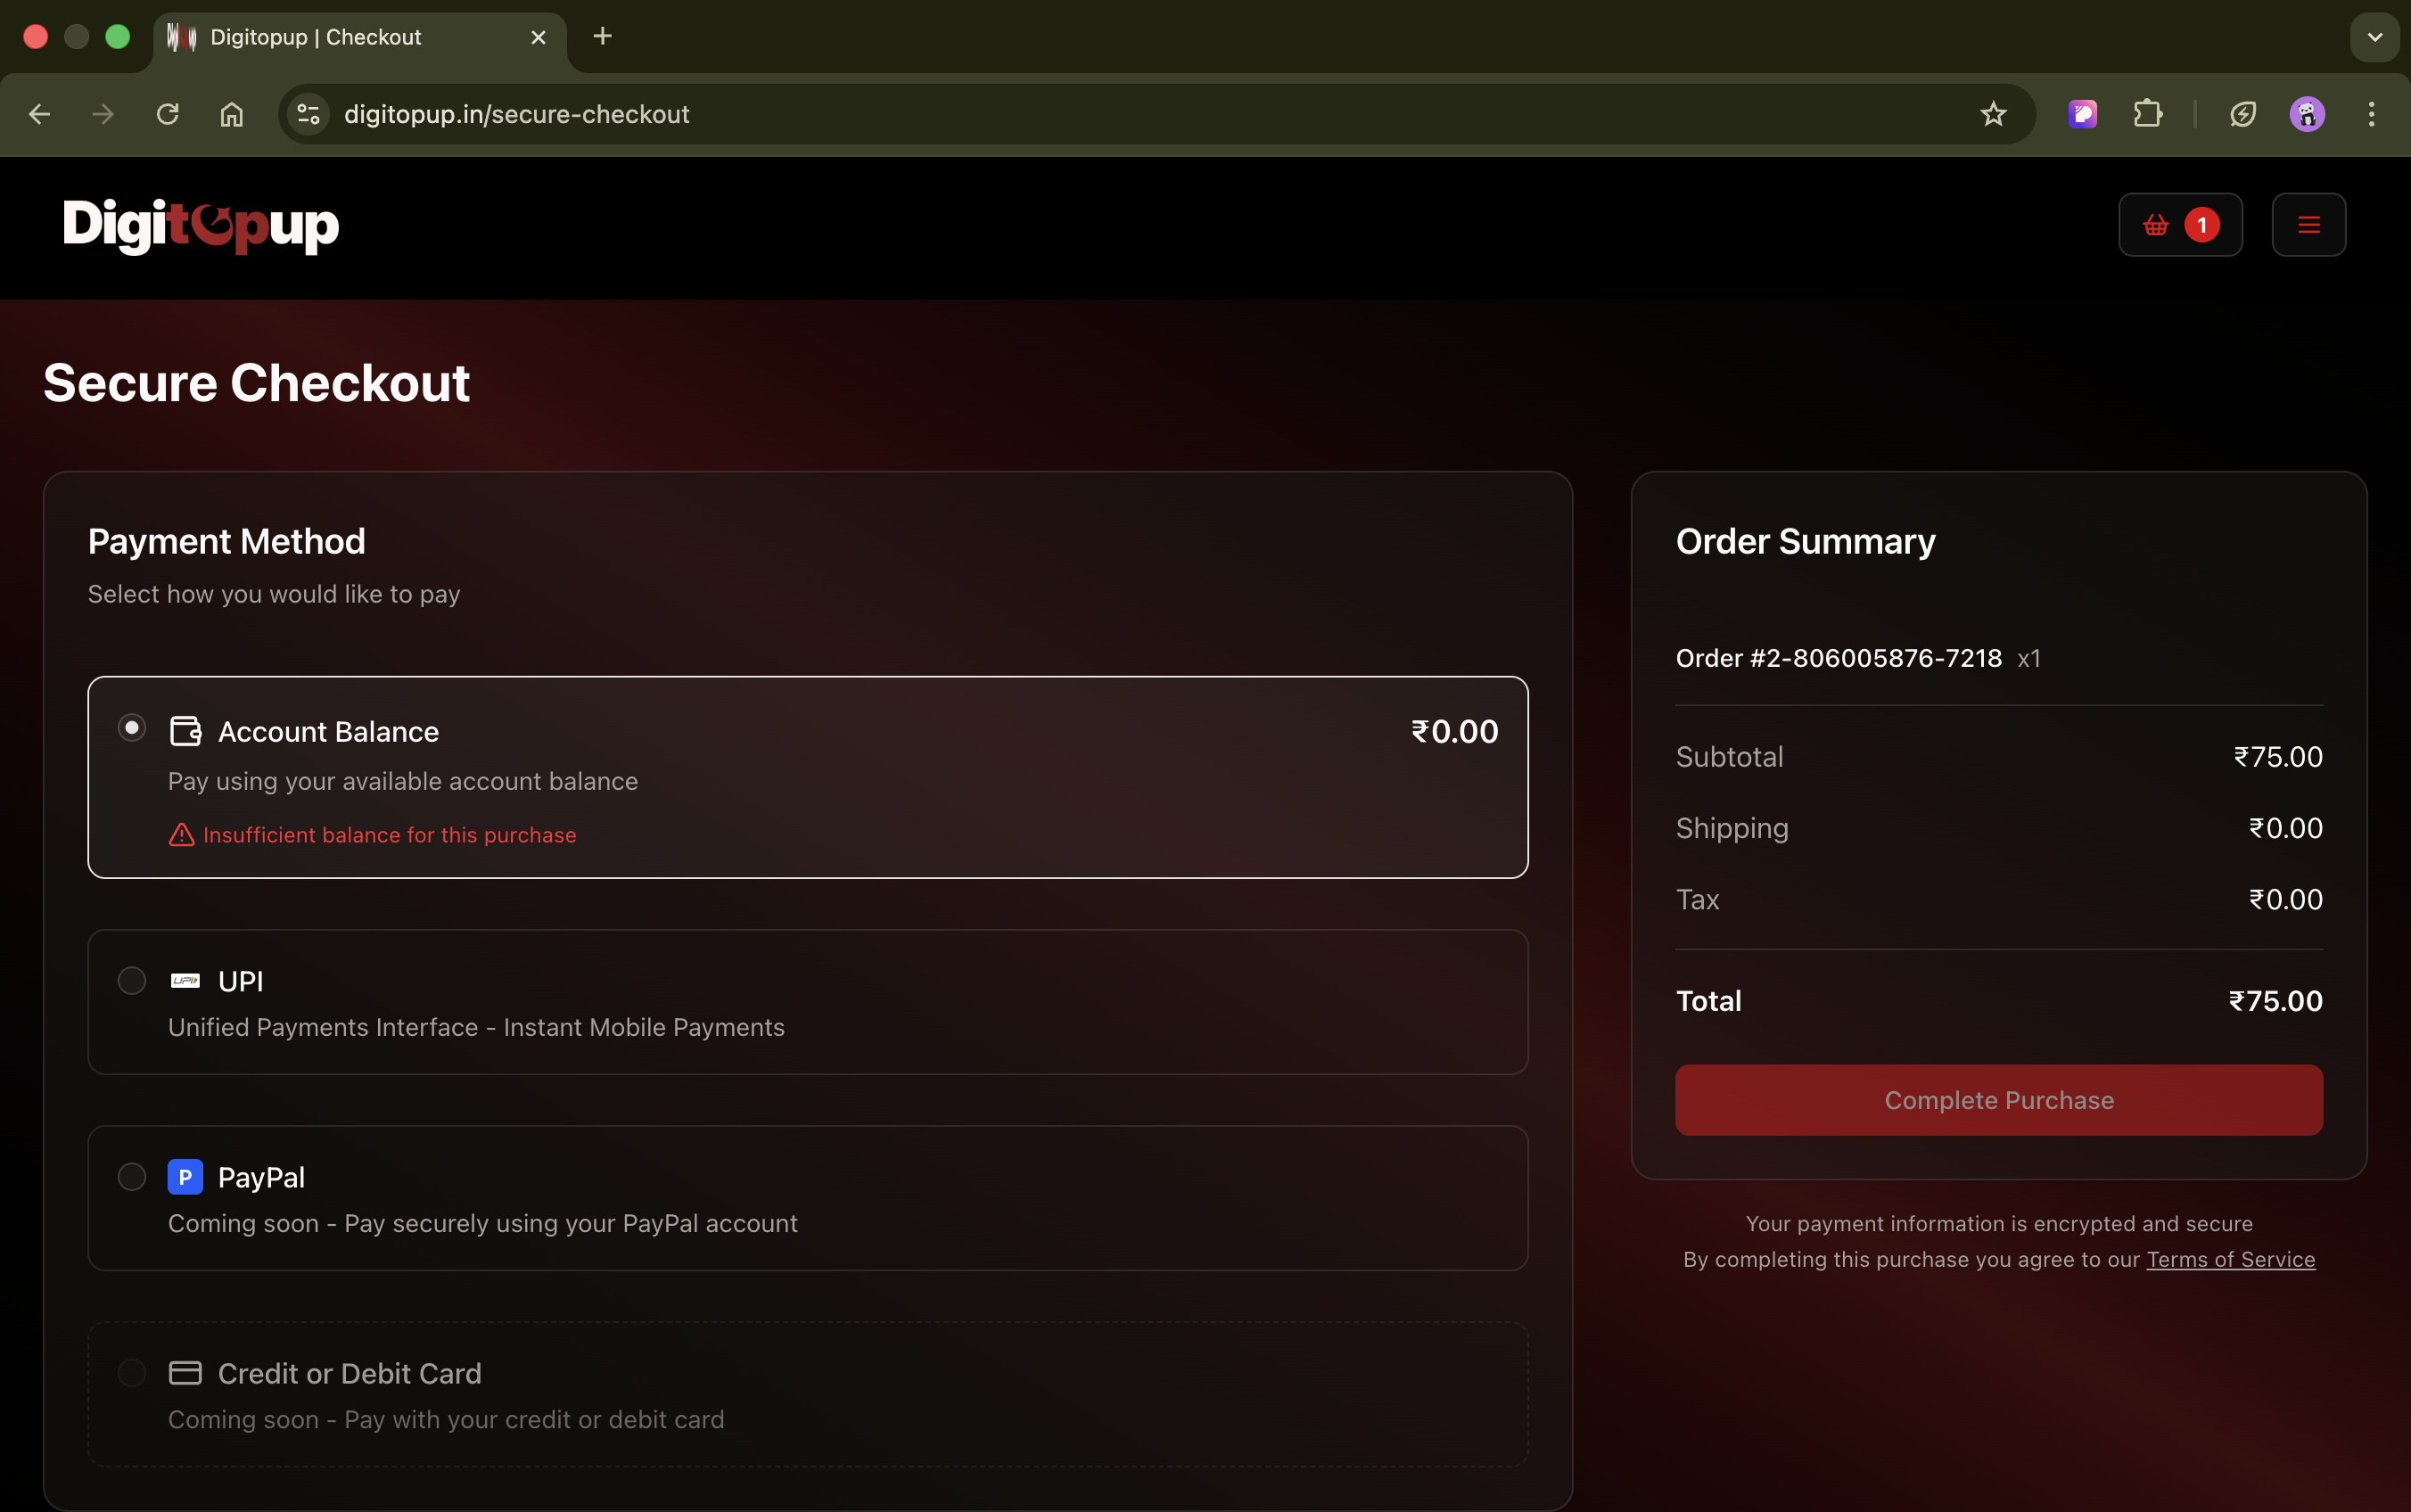 Digitopup | Checkout
digitopup.in/secure-checkout
Digitopup
1
Secure Checkout
Payment Method
Select how you would like to pay
Account Balance
₹0.00
Pay using your available account balance
Insufficient balance for this purchase
UPI UPI
Unified Payments Interface - Instant Mobile Payments
P PayPal
Coming soon - Pay securely using your PayPal account
Credit or Debit Card
Coming soon - Pay with your credit or debit card
Order Summary
Order #2-806005876-7218 x1
Subtotal ₹75.00
Shipping ₹0.00
Tax ₹0.00
Total ₹75.00
Complete Purchase
Your payment information is encrypted and secure
By completing this purchase you agree to our Terms of Service